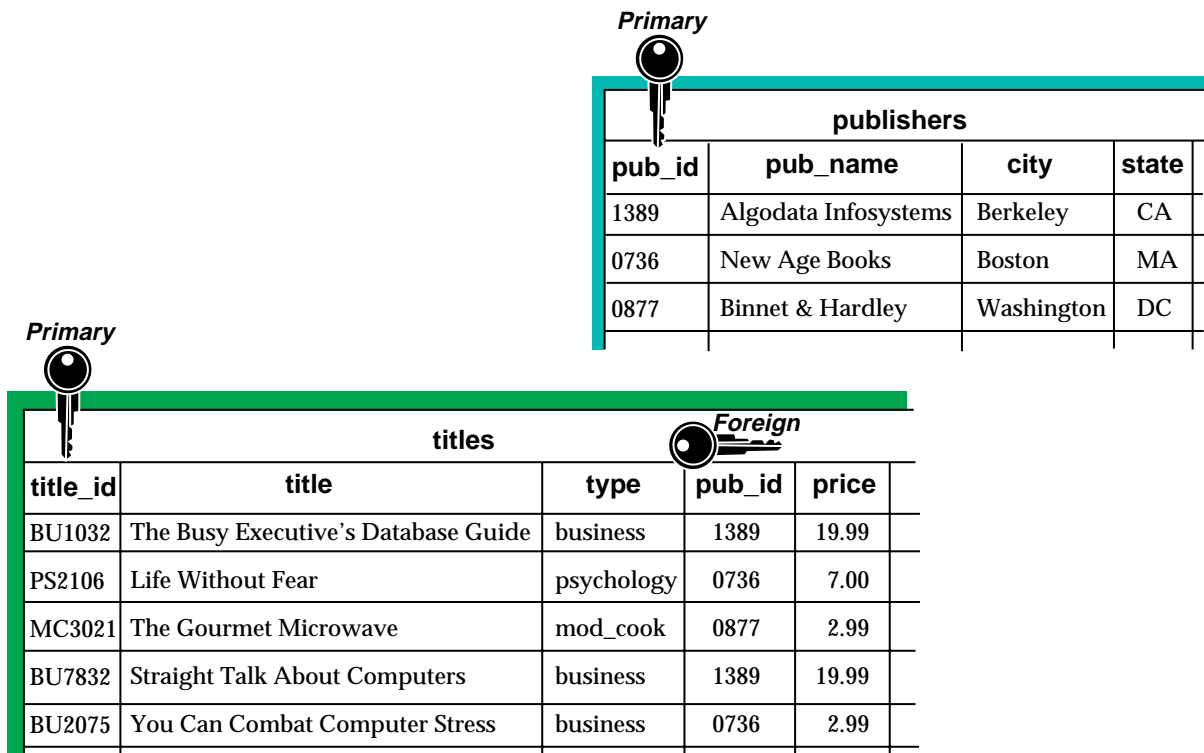 Primary
publishers
pub_id pub_name city state
1389 Algodata Infosystems Berkeley CA
0736 New Age Books Boston MA
0877 Binnet & Hardley Washington DC
Primary
titles
Foreign
title_id title type pub_id price
BU1032 The Busy Executive’s Database Guide business 1389 19.99
PS2106 Life Without Fear psychology 0736 7.00
MC3021 The Gourmet Microwave mod_cook 0877 2.99
BU7832 Straight Talk About Computers business 1389 19.99
BU2075 You Can Combat Computer Stress business 0736 2.99